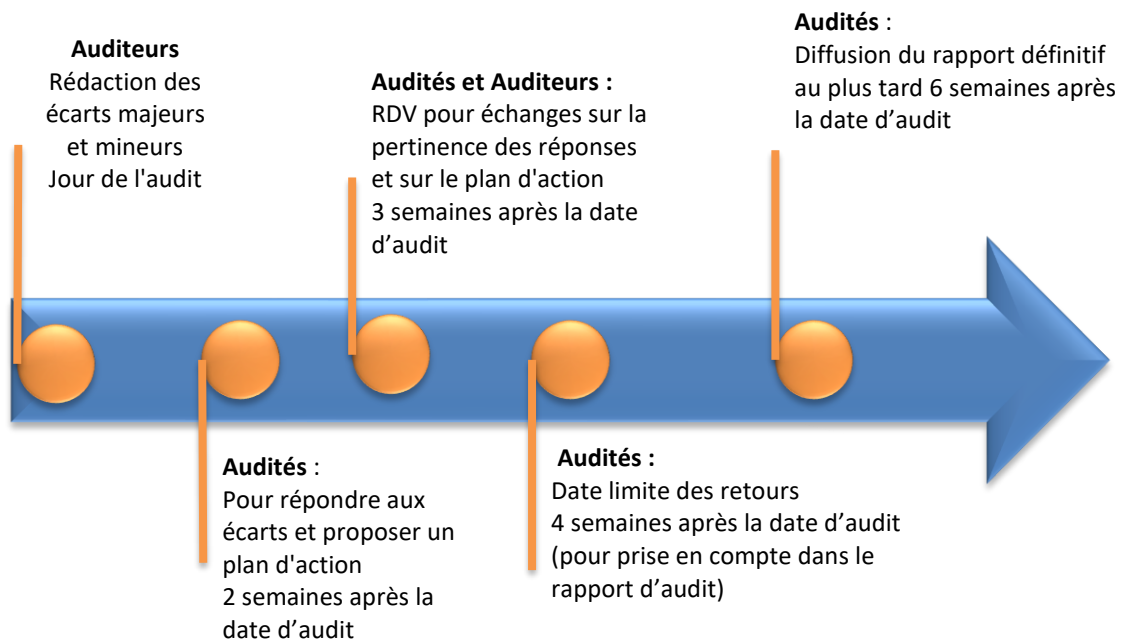 Auditeurs
Rédaction des
écarts majeurs
et mineurs
Jour de l'audit
Audités :
Pour répondre aux
écarts et proposer un
plan d'action
2 semaines après la
date d’audit
Audités et Auditeurs :
RDV pour échanges sur la
pertinence des réponses
et sur le plan d'action
3 semaines après la date
d’audit
Audités :
Date limite des retours
4 semaines après la date d’audit
(pour prise en compte dans le
rapport d’audit)
Audités :
Diffusion du rapport définitif
au plus tard 6 semaines après
la date d’audit